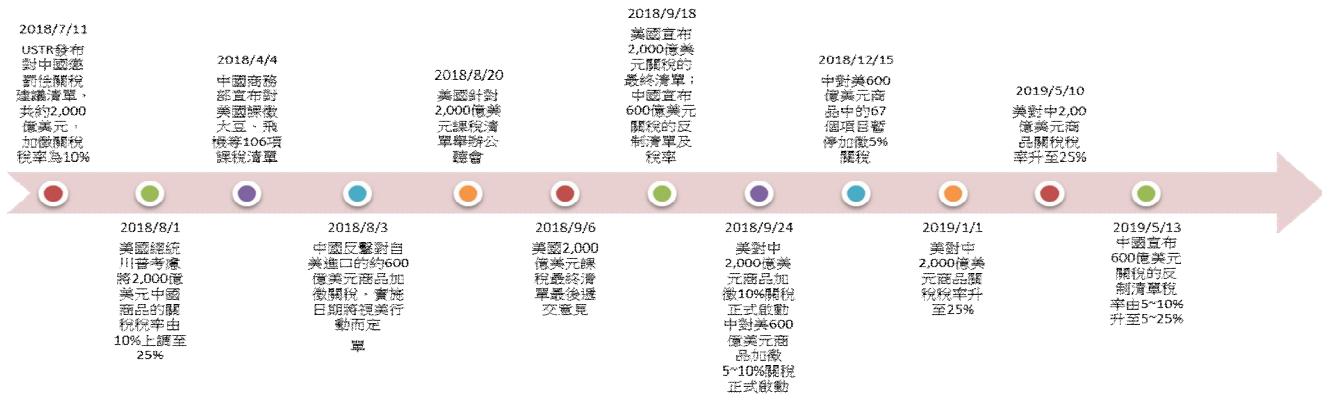 2018/7/11
USTR發布
對中國懲
罰性關稅
建議清單，
共約2,000
億美元，
加徵關稅
稅率為10%
2018/8/1
美國總統
川普考慮
將2,000億
美元中國
商品的關
稅稅率由
10%上調至
25%
2018/4/4
中國商務
部宣布對
美國課徵
大豆、飛
機等106項
課稅清單
2018/8/3
中國反擊對自
美進口的約600
億美元商品加
徵關稅，實施
日期將視美行
動而定
單
2018/8/20
美國針對
2,000億美
元課稅清
單舉辦公
聽會
2018/9/6
美國2,000
億美元課
稅最終清
單最後遞
交意見
2018/9/18
美國宣布
2,000億美
元關稅的
最終清單；
中國宣布
600億美元
關稅的反
制清單及
稅率
2018/9/24
美對中
2,000億美
元商品加
徵10%關稅
正式啟動
中對美600
億美元商
品加徵
5~10%關稅
正式啟動
2018/12/15
中對美600
億美元商
品中的67
個項目暫
停加徵5%
關稅
2019/1/1
美對中
2,000億美
元商品關
稅稅率升
至25%
2019/5/10
美對中2,00
億美元商
品關稅稅
率升至25%
2019/5/13
中國宣布
600億美元
關稅的反
制清單稅
率由5~10%
升至5~25%